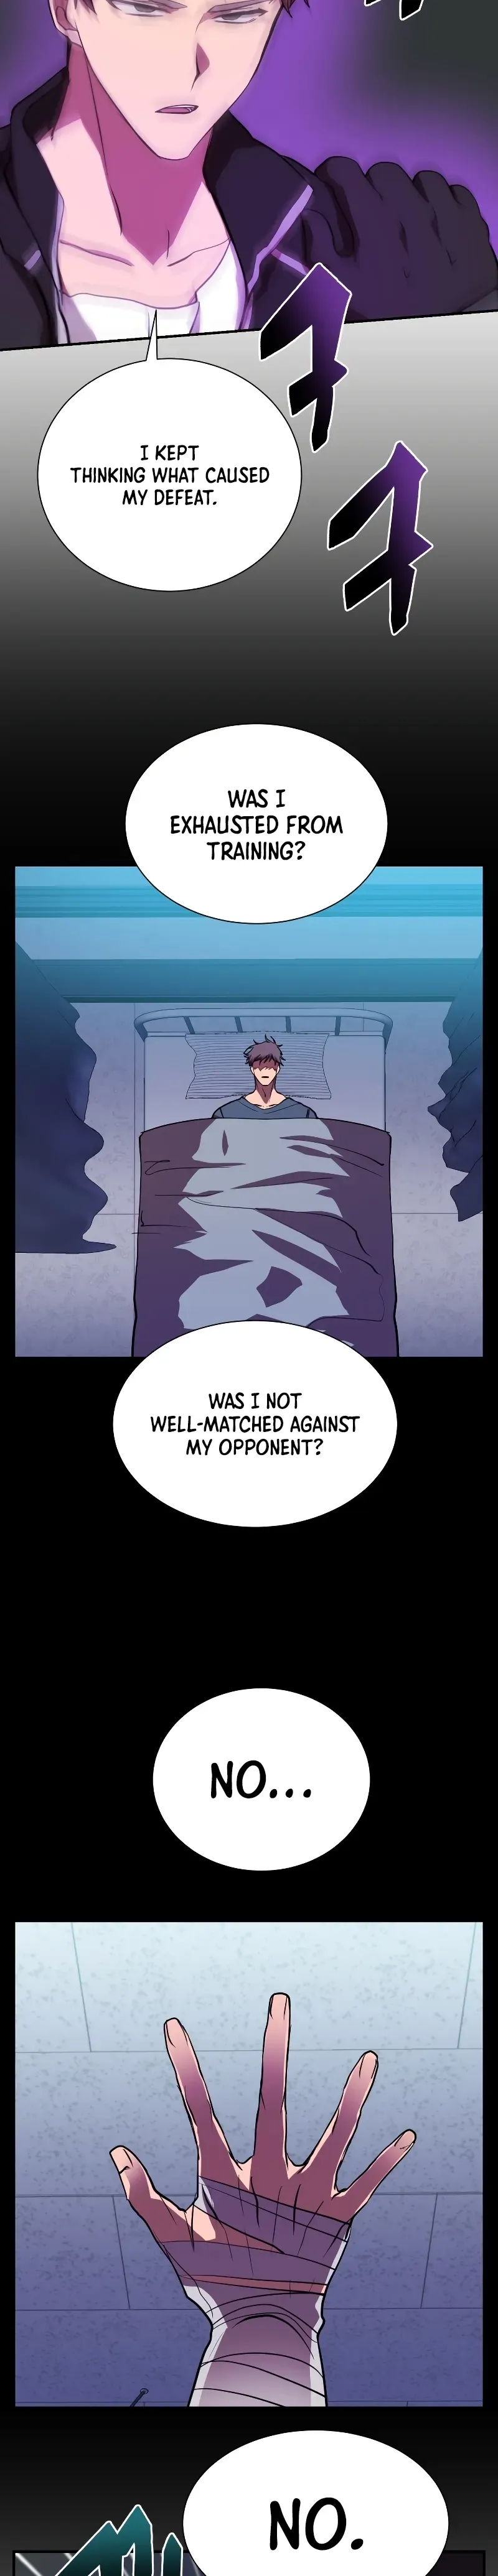 I KEPT
THINKING WHAT CAUSED
MY DEFEAT.
WAS I
EXHAUSTED FROM
TRAINING?
WAS I NOT
WELL-MATCHED AGAINST
MY OPPONENT?
NO...
NO.